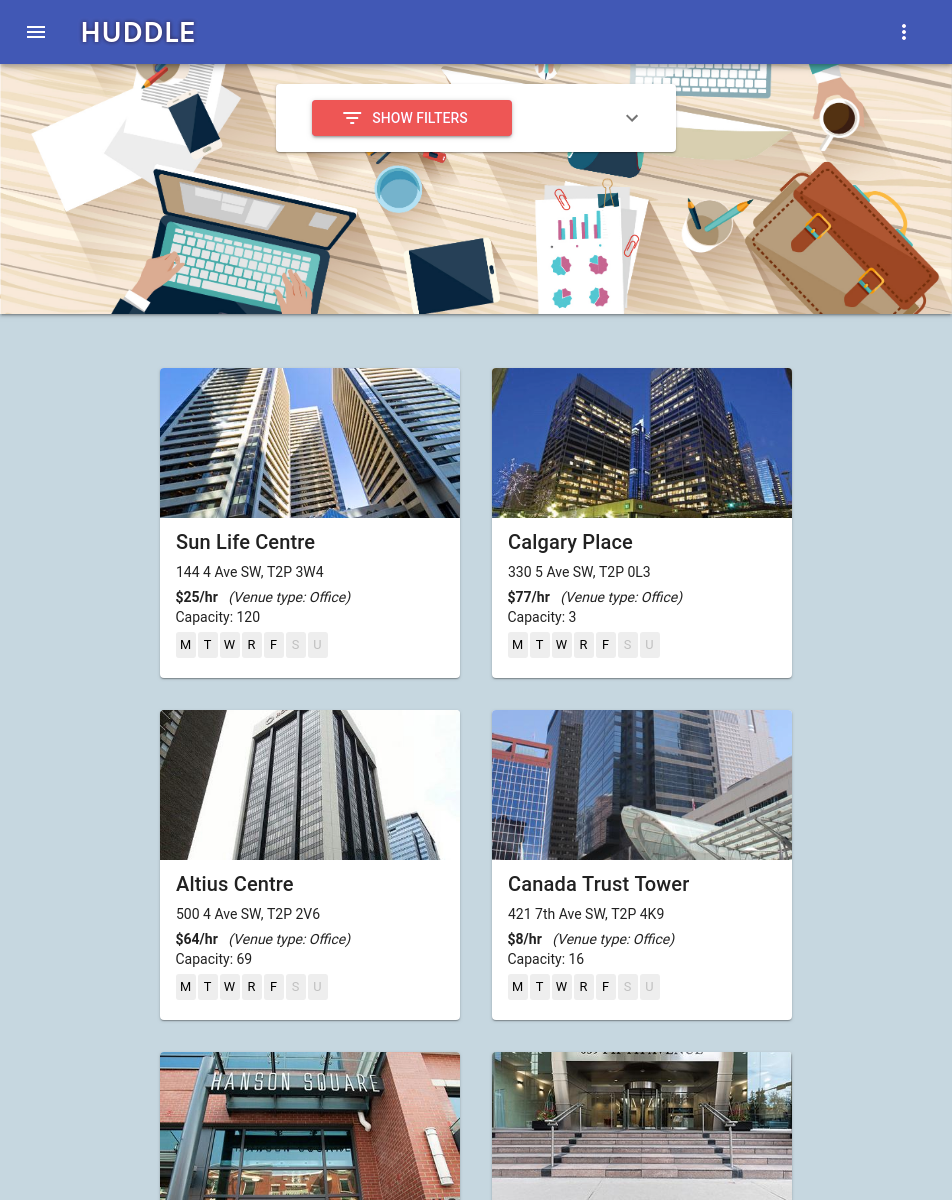 HUDDLE
SHOW FILTERS
Sun Life Centre
144 4 Ave SW, T2P 3W4
$25/hr (Venue type: Office)
Capacity: 120
M T W R F S U
Calgary Place
330 5 Ave SW, T2P 0L3
$77/hr (Venue type: Office)
Capacity: 3
M T W R F S U
Altius Centre
500 4 Ave SW, T2P 2V6
$64/hr (Venue type: Office)
Capacity: 69
M T W R F S U
Canada Trust Tower
421 7th Ave SW, T2P 4K9
$8/hr (Venue type: Office)
Capacity: 16
M T W R F S U
HANSON SQUARE